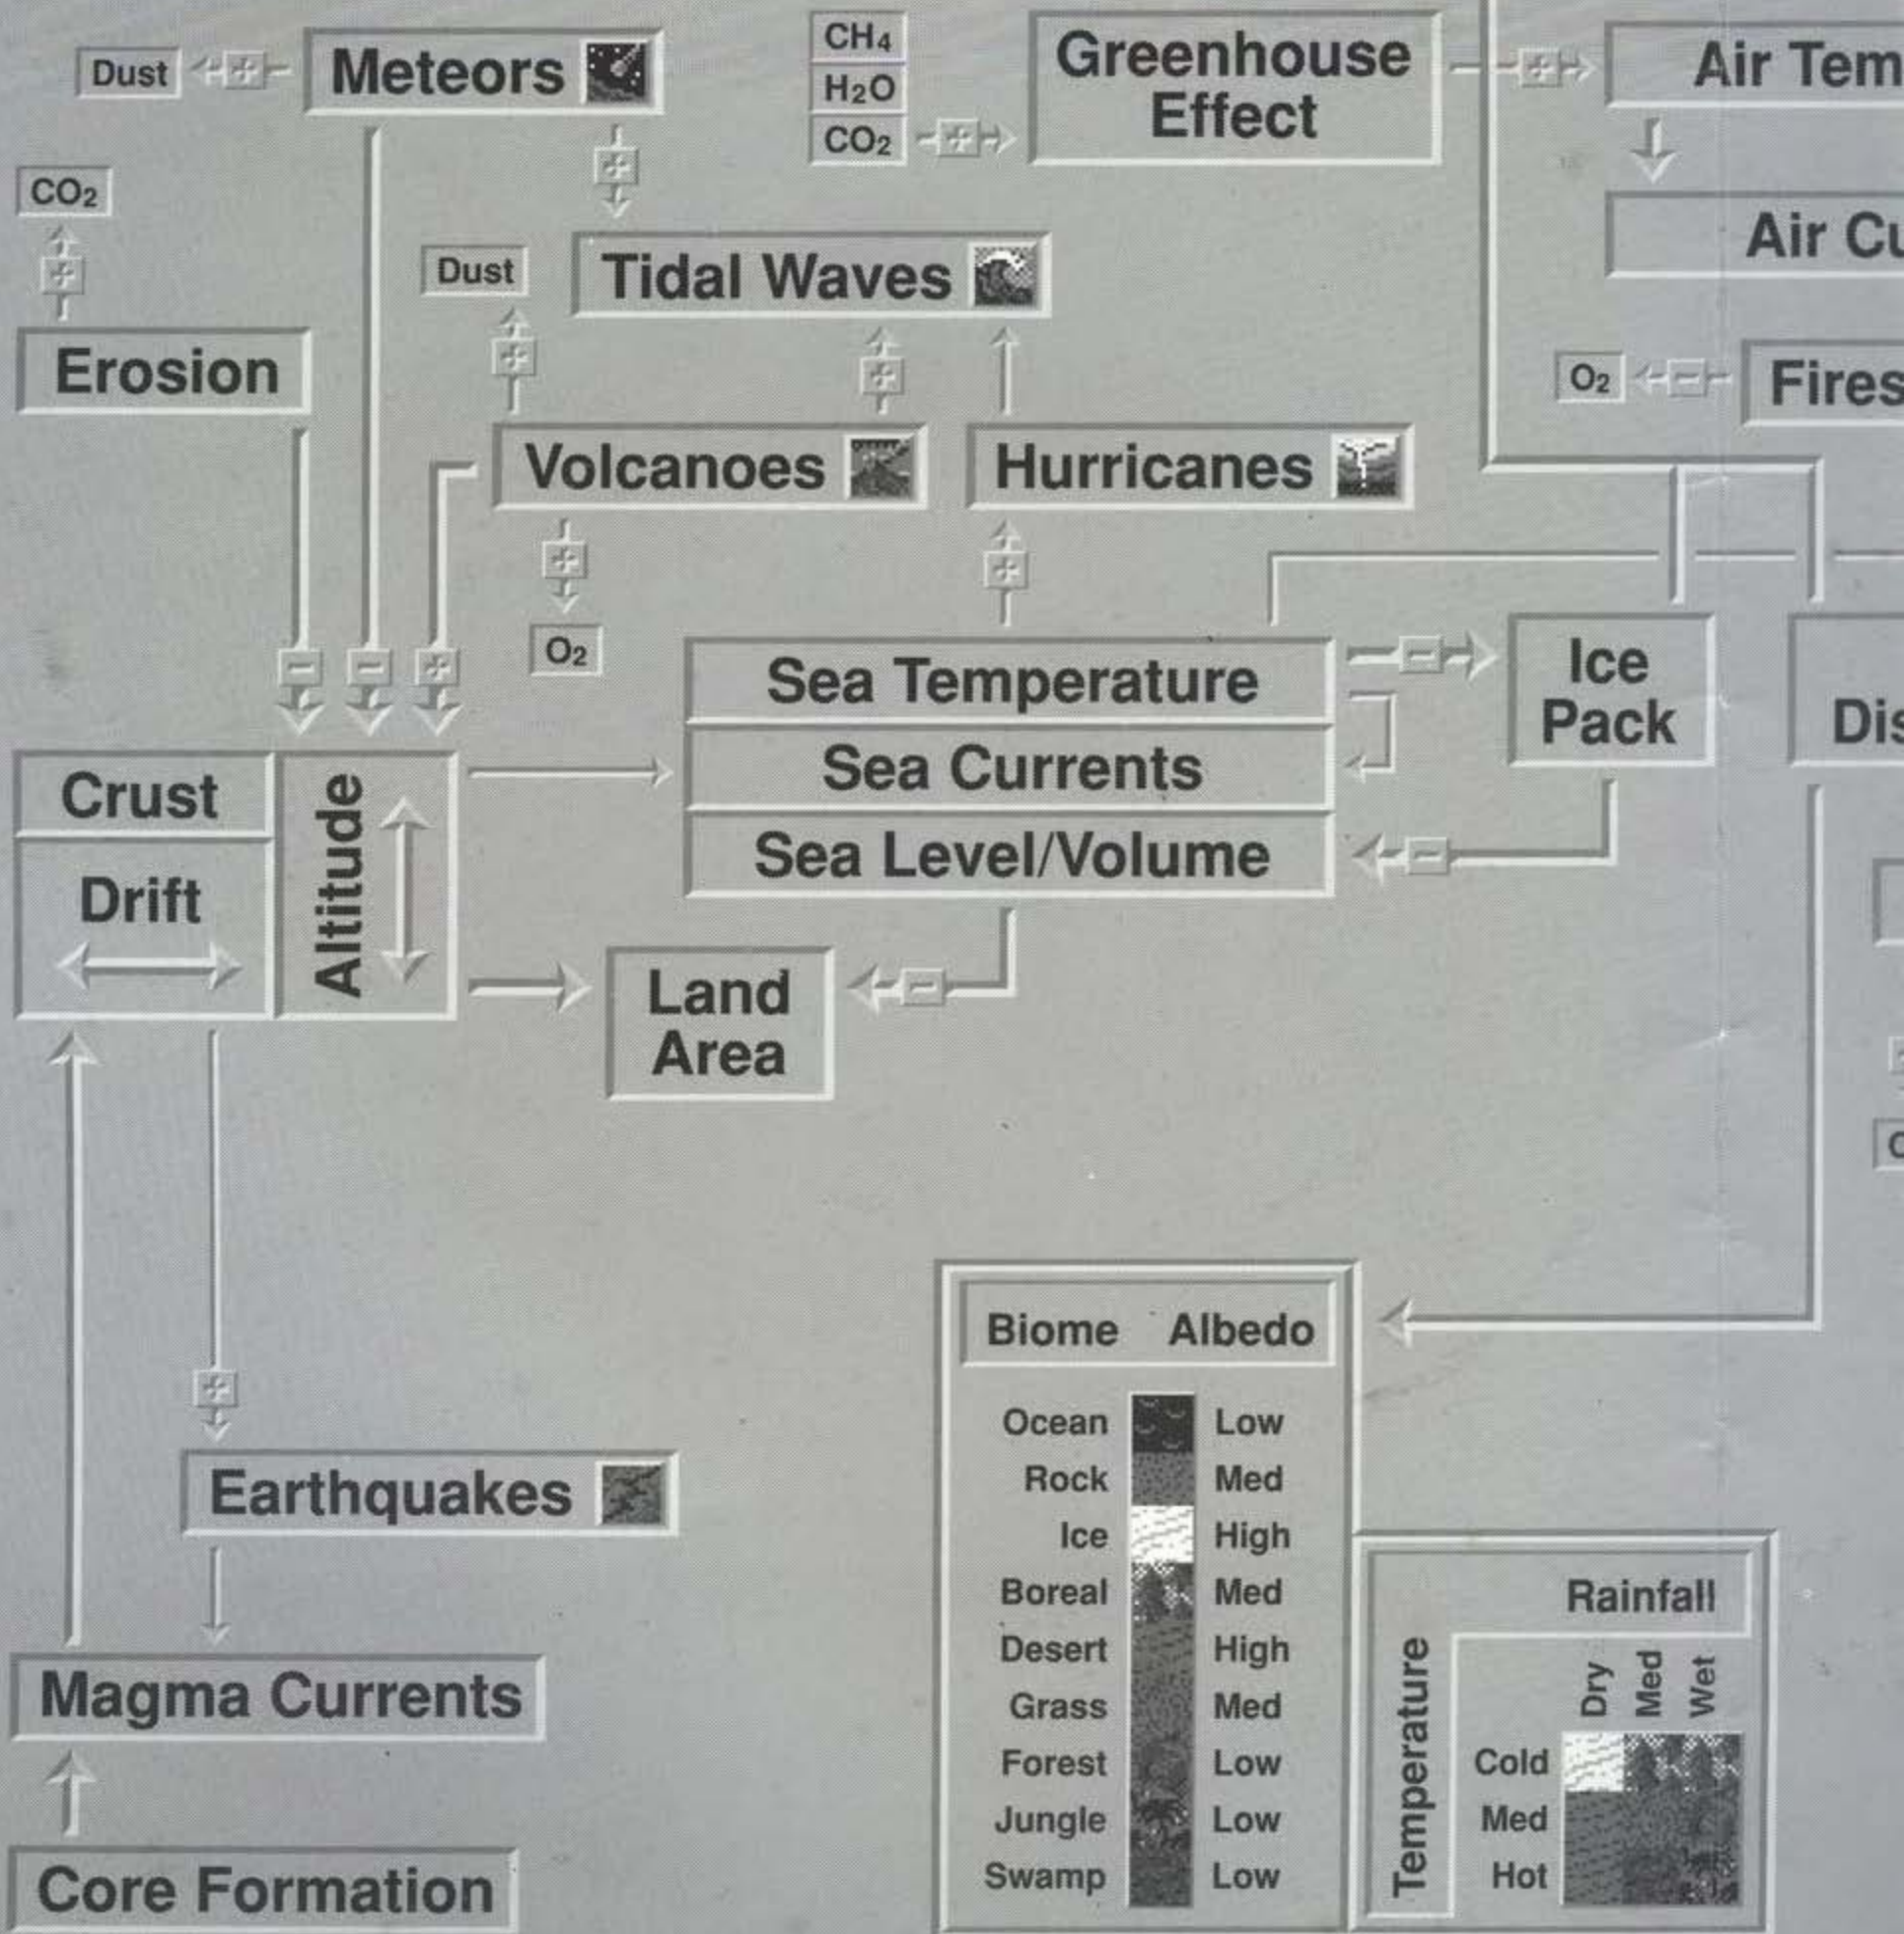 Dust
Meteors
CH₄
H₂O
CO₂
Greenhouse
Effect
Air Tem
CO₂
Air Cu
Dust
Tidal Waves
Erosion
O₂
Fires
Volcanoes
Hurricanes
O₂
Sea Temperature
Ice
Pack
Dis
Sea Currents
Crust
Altitude
Sea Level/Volume
Drift
Land
Area
Biome Albedo
Ocean Low
Rock Med
Earthquakes
Ice High
Boreal Med
Desert High
Grass Med
Forest Low
Jungle Low
Swamp Low
Rainfall
Temperature
Dry
Med
Wet
Cold
Med
Hot
Magma Currents
Core Formation